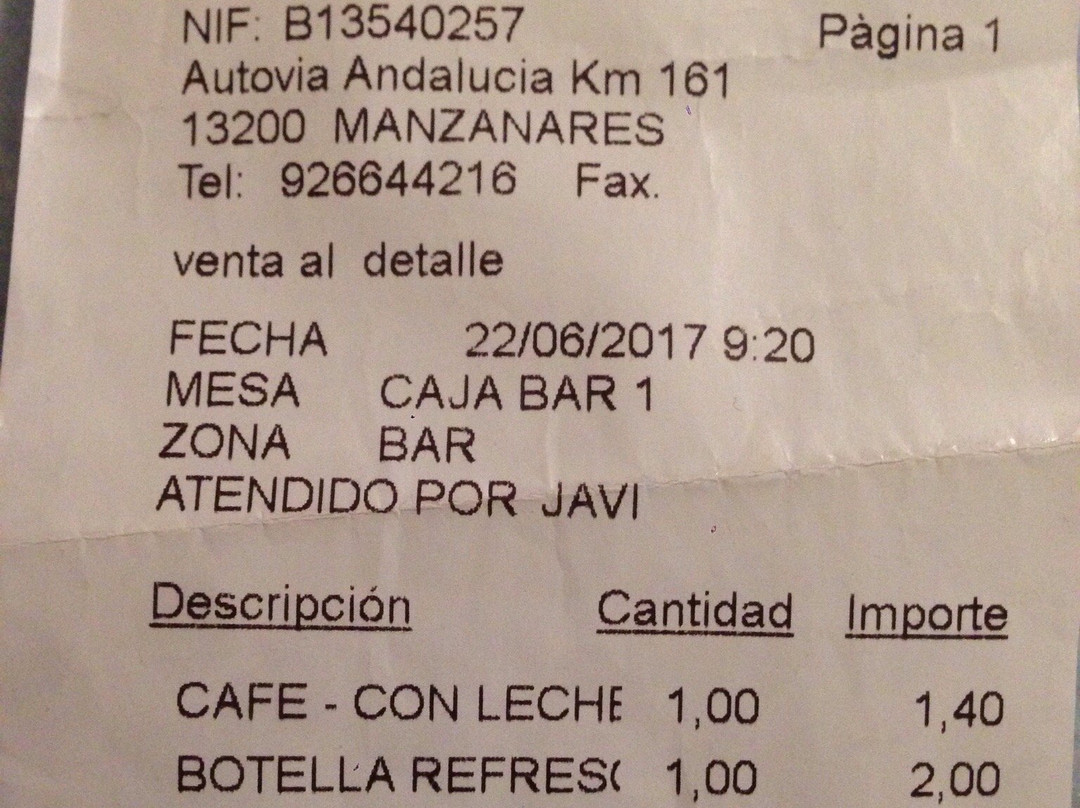 NIF: B13540257 Pàgina 1
Autovia Andalucia Km 161
13200 MANZANARES
Tel: 926644216 Fax.
venta al detalle
FECHA 22/06/2017 9:20
MESA CAJA BAR 1
ZONA BAR
ATENDIDO POR JAVI
Descripción Cantidad Importe
CAFE - CON LECHE 1,00 1,40
BOTELLA REFRESC 1,00 2,00